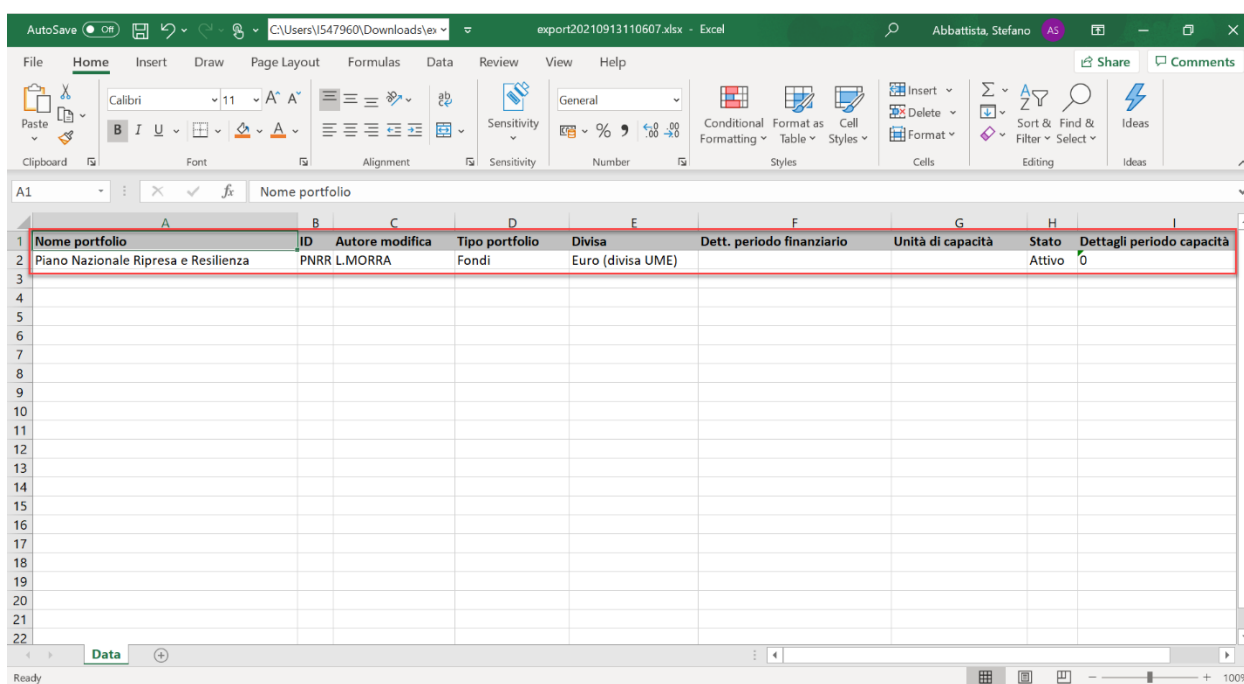 AutoSave Off C:\Users\I547960\Downloads\ex export20210913110607.xlsx - Excel Abbattista, Stefano AS
File Home Insert Draw Page Layout Formulas Data Review View Help Share Comments
Paste Calibri 11 A^ A˅ ab General Sensitivity Conditional Formatting Format as Table Cell Styles Insert Delete Format Sort & Filter Find & Select Ideas
B I U A % 9 .00 .00
Clipboard Font Alignment Sensitivity Number Styles Cells Editing Ideas
A1 fx Nome portfolio
A B C D E F G H I
1 Nome portfolio ID Autore modifica Tipo portfolio Divisa Dett. periodo finanziario Unità di capacità Stato Dettagli periodo capacità
2 Piano Nazionale Ripresa e Resilienza PNRR L.MORRA Fondi Euro (divisa UME) Attivo 0
3
4
5
6
7
8
9
10
11
12
13
14
15
16
17
18
19
20
21
22
Data
Ready